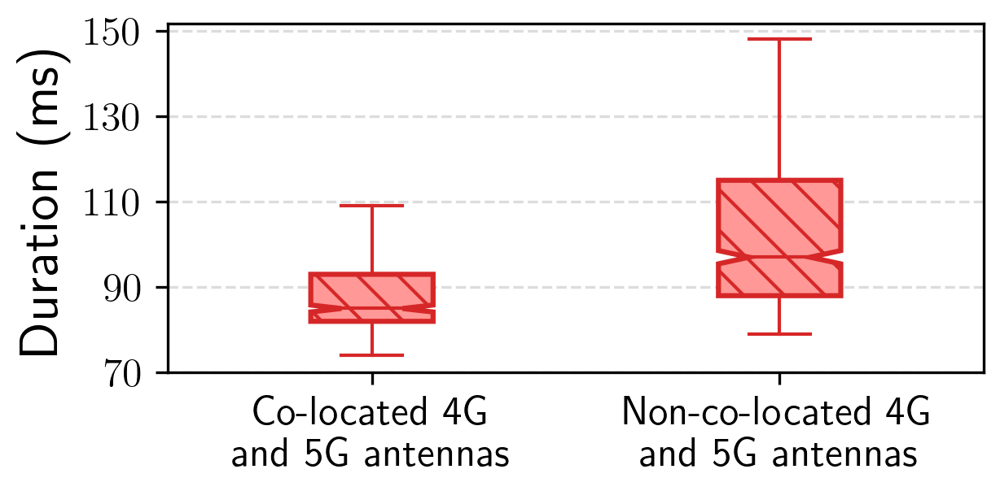 Duration (ms)
150
130
110
90
70
Co-located 4G
and 5G antennas
Non-co-located 4G
and 5G antennas